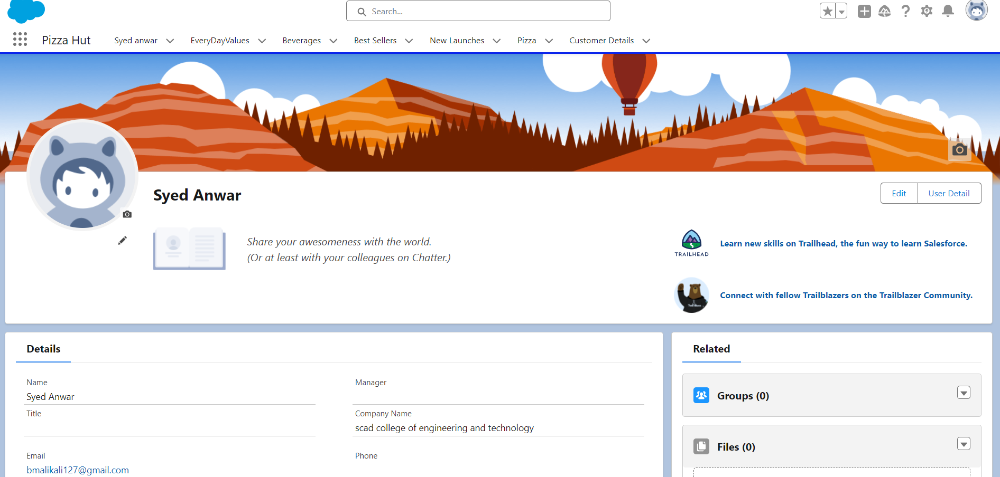 Search...
Pizza Hut Syed anwar EveryDayValues Beverages Best Sellers New Launches Pizza Customer Details
Syed Anwar
Edit User Detail
Share your awesomeness with the world.
(Or at least with your colleagues on Chatter.)
TRAILHEAD
Learn new skills on Trailhead, the fun way to learn Salesforce.
Connect with fellow Trailblazers on the Trailblazer Community.
Details
Name
Syed Anwar
Manager
Title
Company Name
scad college of engineering and technology
Email
bmalikali127@gmail.com
Phone
Related
Groups (0)
Files (0)